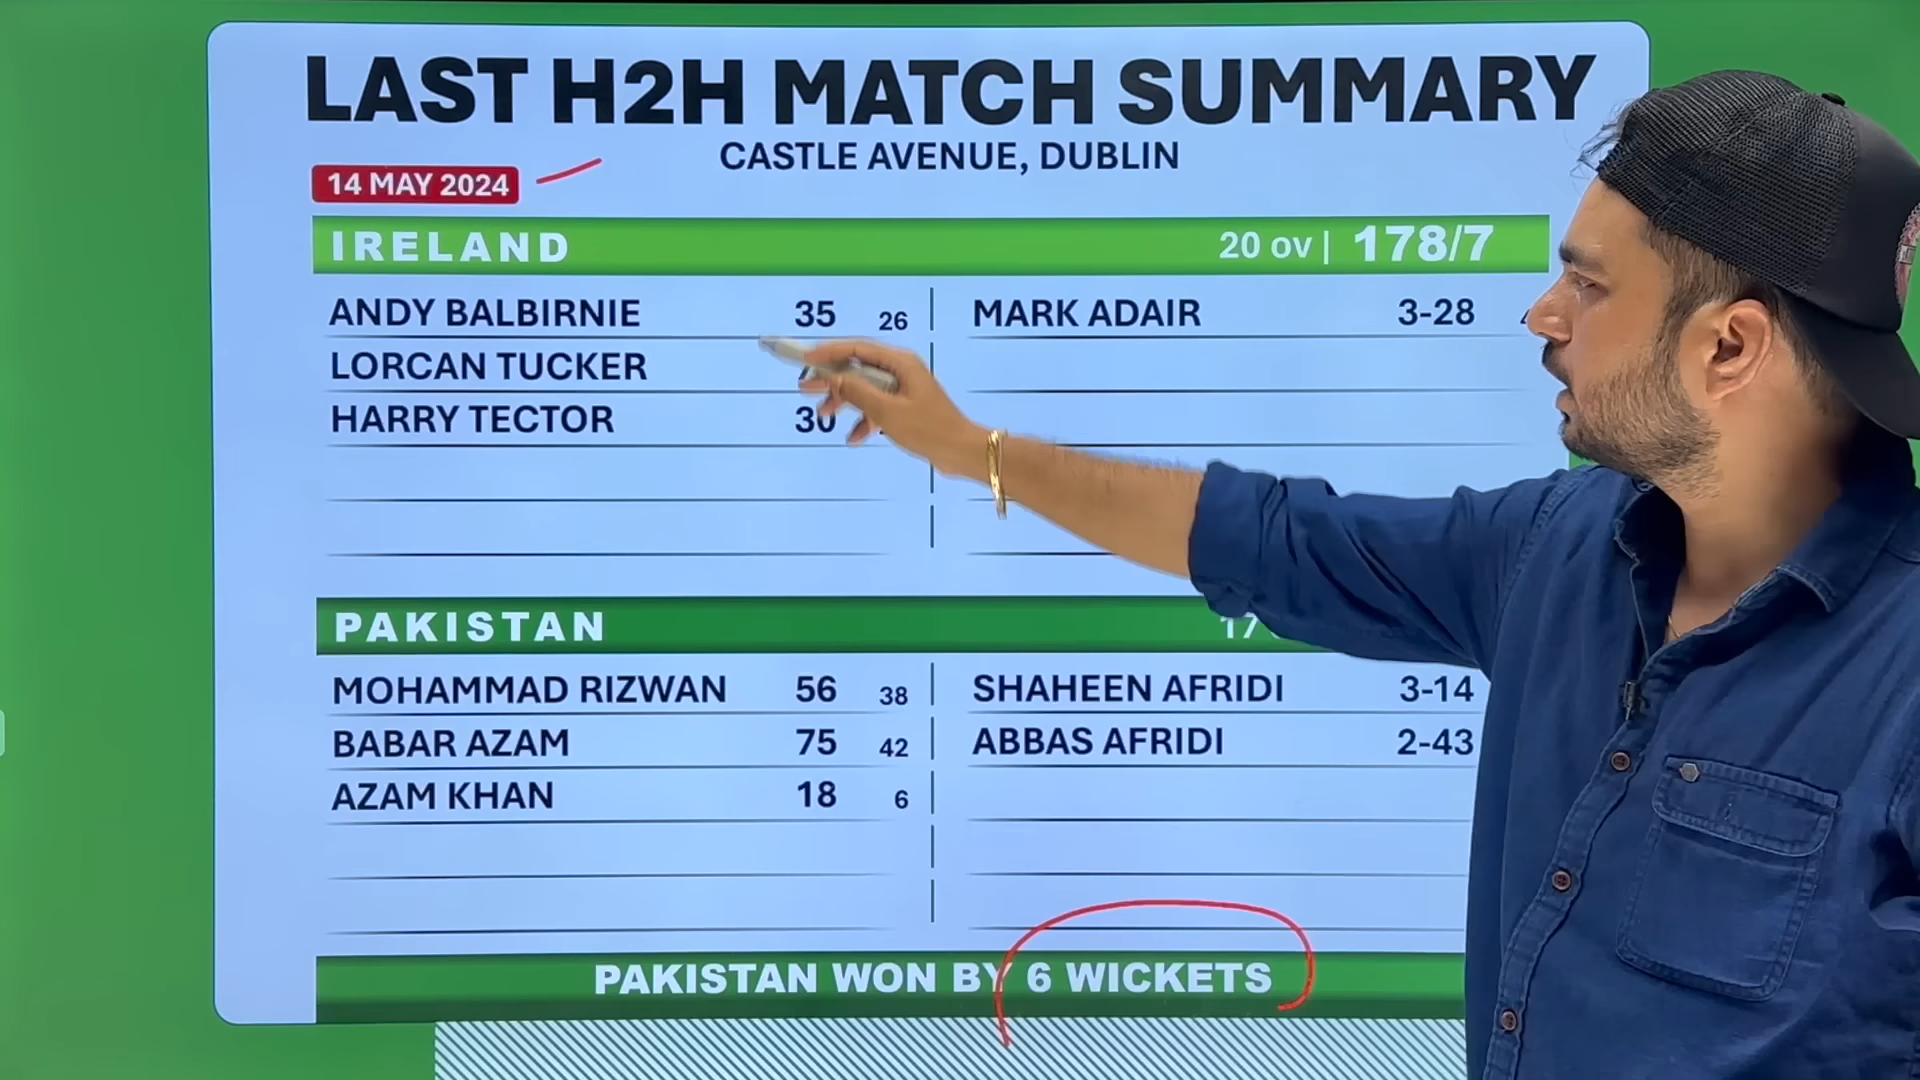 LAST H2H MATCH SUMMARY
CASTLE AVENUE, DUBLIN
14 MAY 2024
IRELAND 20 ov | 178/7
ANDY BALBIRNIE 35 26 MARK ADAIR 3-28
LORCAN TUCKER
HARRY TECTOR 30
PAKISTAN 17
MOHAMMAD RIZWAN 56 38 SHAHEEN AFRIDI 3-14
BABAR AZAM 75 42 ABBAS AFRIDI 2-43
AZAM KHAN 18 6
PAKISTAN WON BY 6 WICKETS